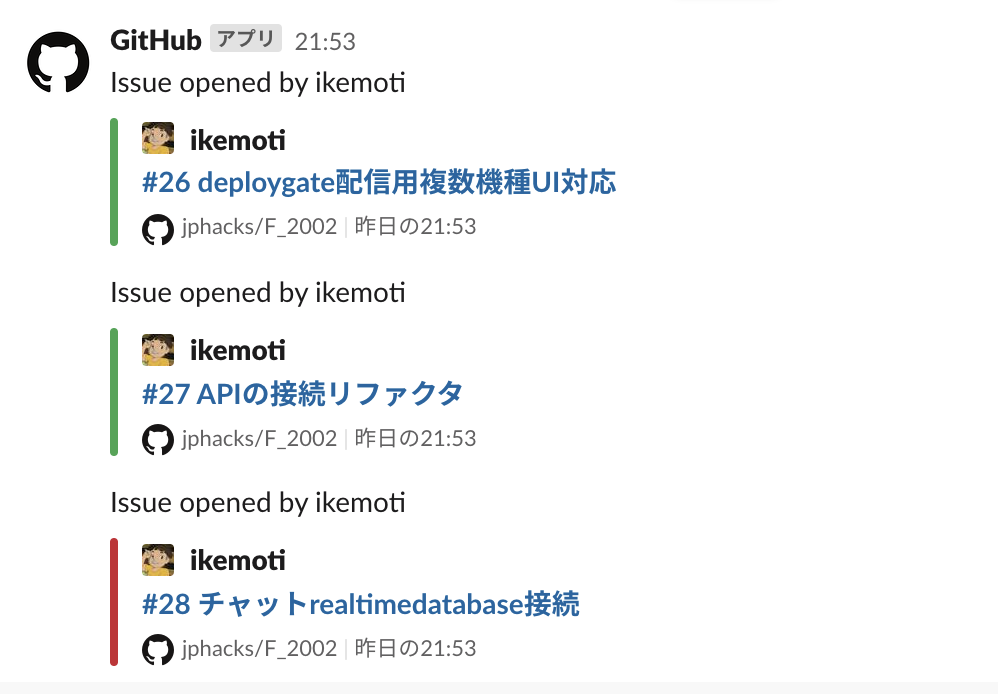 GitHub アプリ 21:53
Issue opened by ikemoti
ikemoti
#26 deploygate配信用複数機種UI対応
jphacks/F_2002 | 昨日の21:53
Issue opened by ikemoti
ikemoti
#27 APIの接続リファクタ
jphacks/F_2002 | 昨日の21:53
Issue opened by ikemoti
ikemoti
#28 チャットrealtimedatabase接続
jphacks/F_2002 | 昨日の21:53